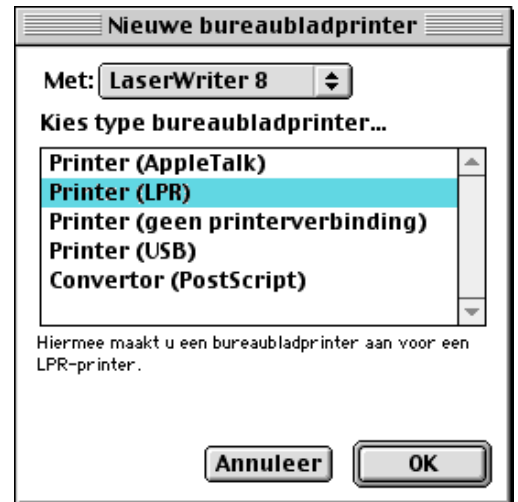 Nieuwe bureaubladprinter
Met: LaserWriter 8
Kies type bureaubladprinter...
Printer (AppleTalk)
Printer (LPR)
Printer (geen printerverbinding)
Printer (USB)
Convertor (PostScript)
Hiermee maakt u een bureaubladprinter aan voor een
LPR-printer.
Annuleer OK